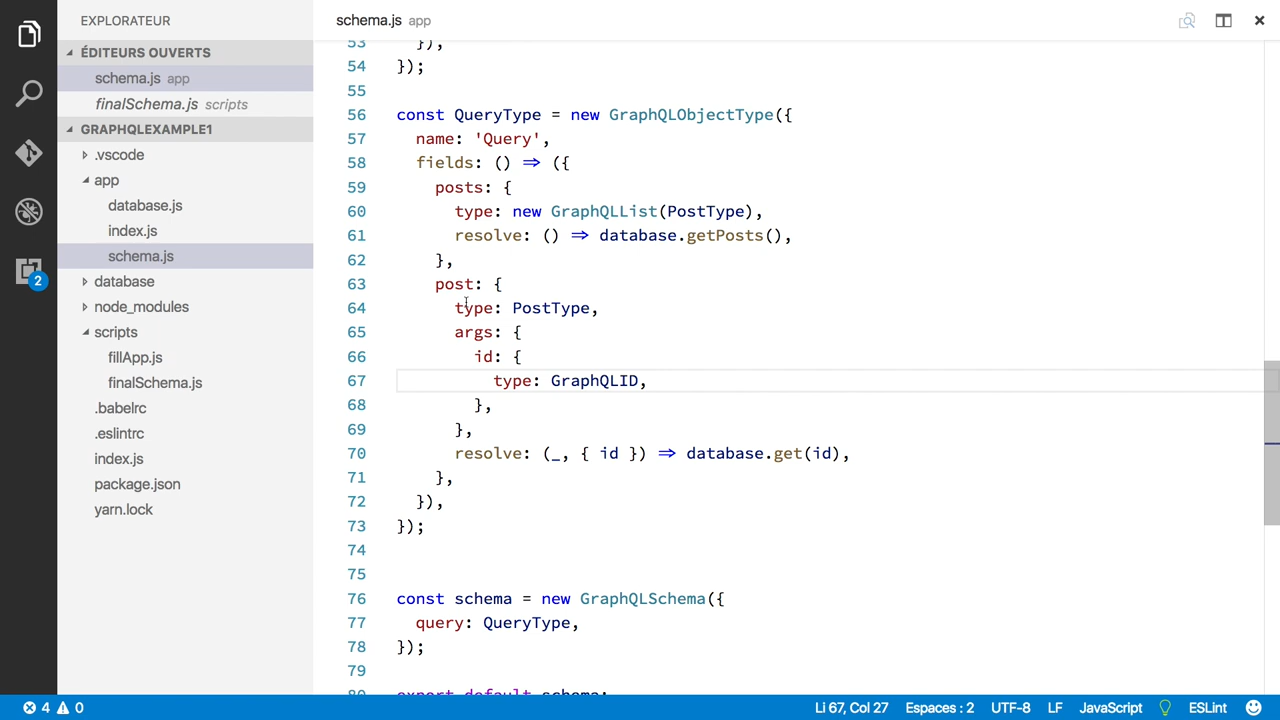 EXPLORATEUR
ÉDITEURS OUVERTS
schema.js app
finalSchema.js scripts
GRAPHQLEXAMPLE1
.vscode
app
database.js
index.js
schema.js
database
node_modules
scripts
fillApp.js
finalSchema.js
.babelrc
.eslintrc
index.js
package.json
yarn.lock
2
schema.js app
53 }),
54 });
55
56 const QueryType = new GraphQLObjectType({
57 name: 'Query',
58 fields: () => ({
59 posts: {
60 type: new GraphQLList(PostType),
61 resolve: () => database.getPosts(),
62 },
63 post: {
64 type: PostType,
65 args: {
66 id: {
67 type: GraphQLID,
68 },
69 },
70 resolve: (_, { id }) => database.get(id),
71 },
72 }),
73 });
74
75
76 const schema = new GraphQLSchema({
77 query: QueryType,
78 });
79
80 export default schema;
4 0 Li 67, Col 27 Espaces : 2 UTF-8 LF JavaScript ESLint